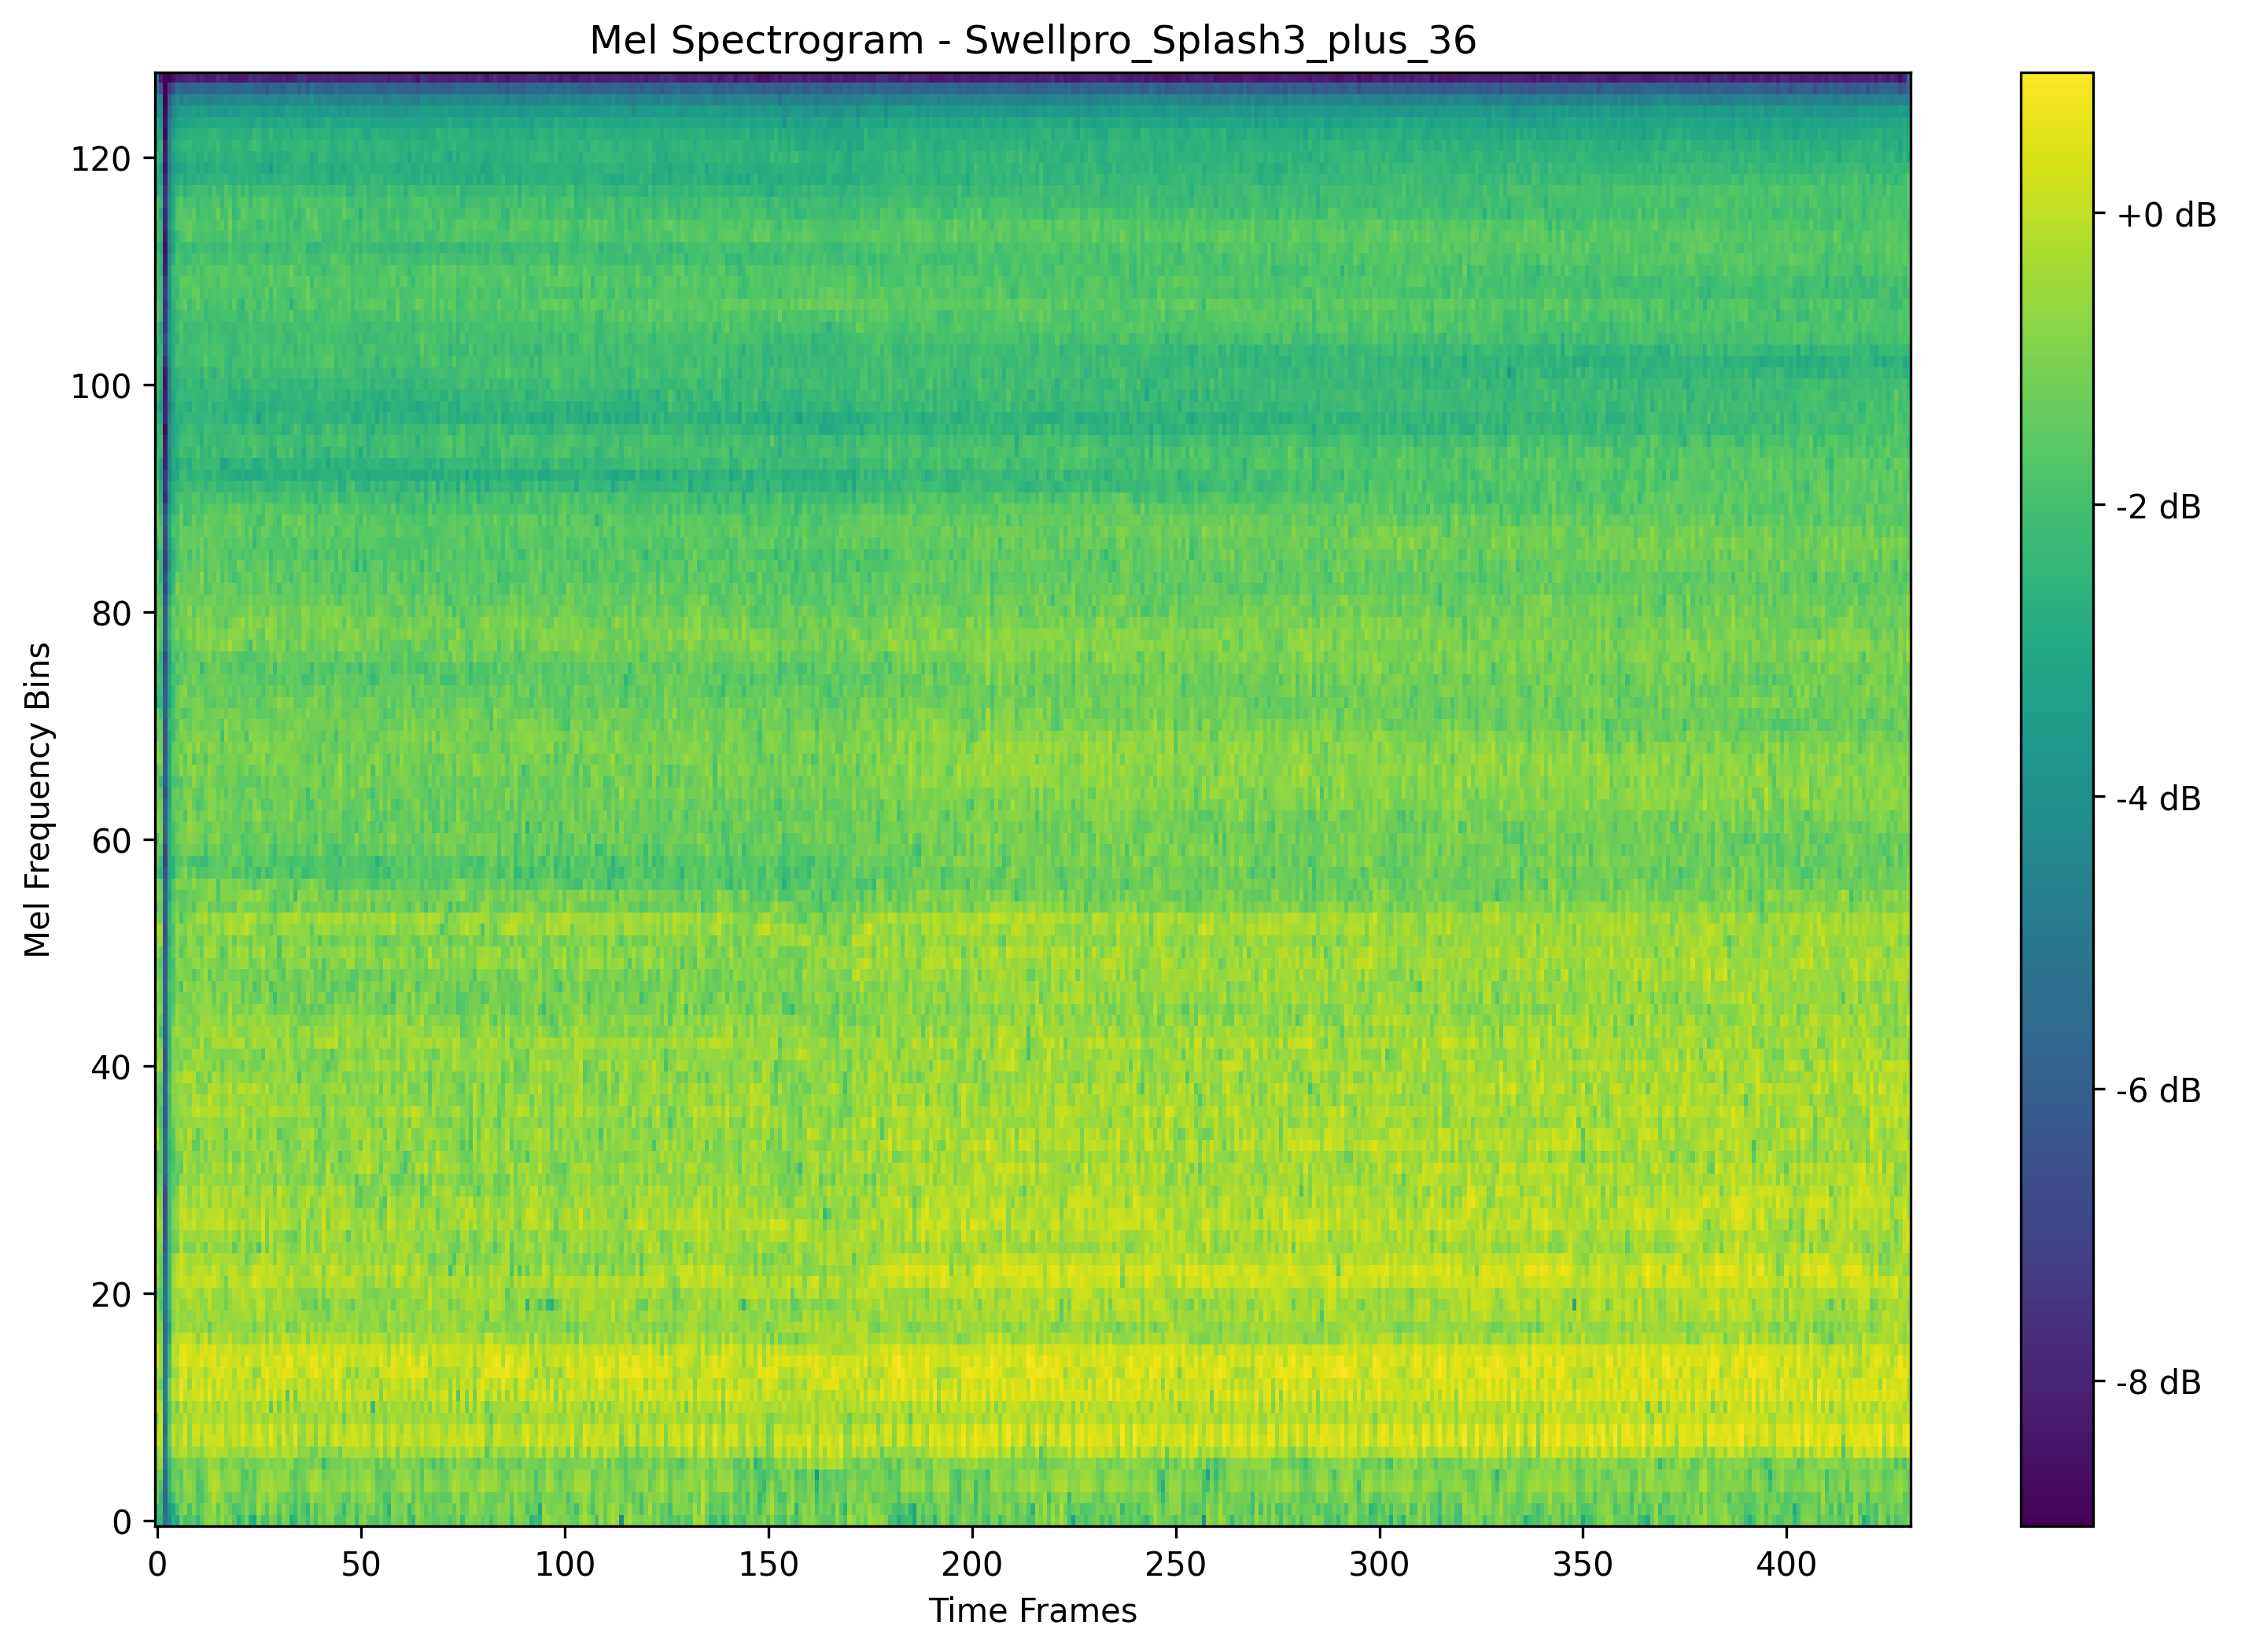 Mel Spectrogram - Swellpro_Splash3_plus_36
Mel Frequency Bins
120
100
80
60
40
20
0
0 50 100 150 200 250 300 350 400
Time Frames
+0 dB
-2 dB
-4 dB
-6 dB
-8 dB